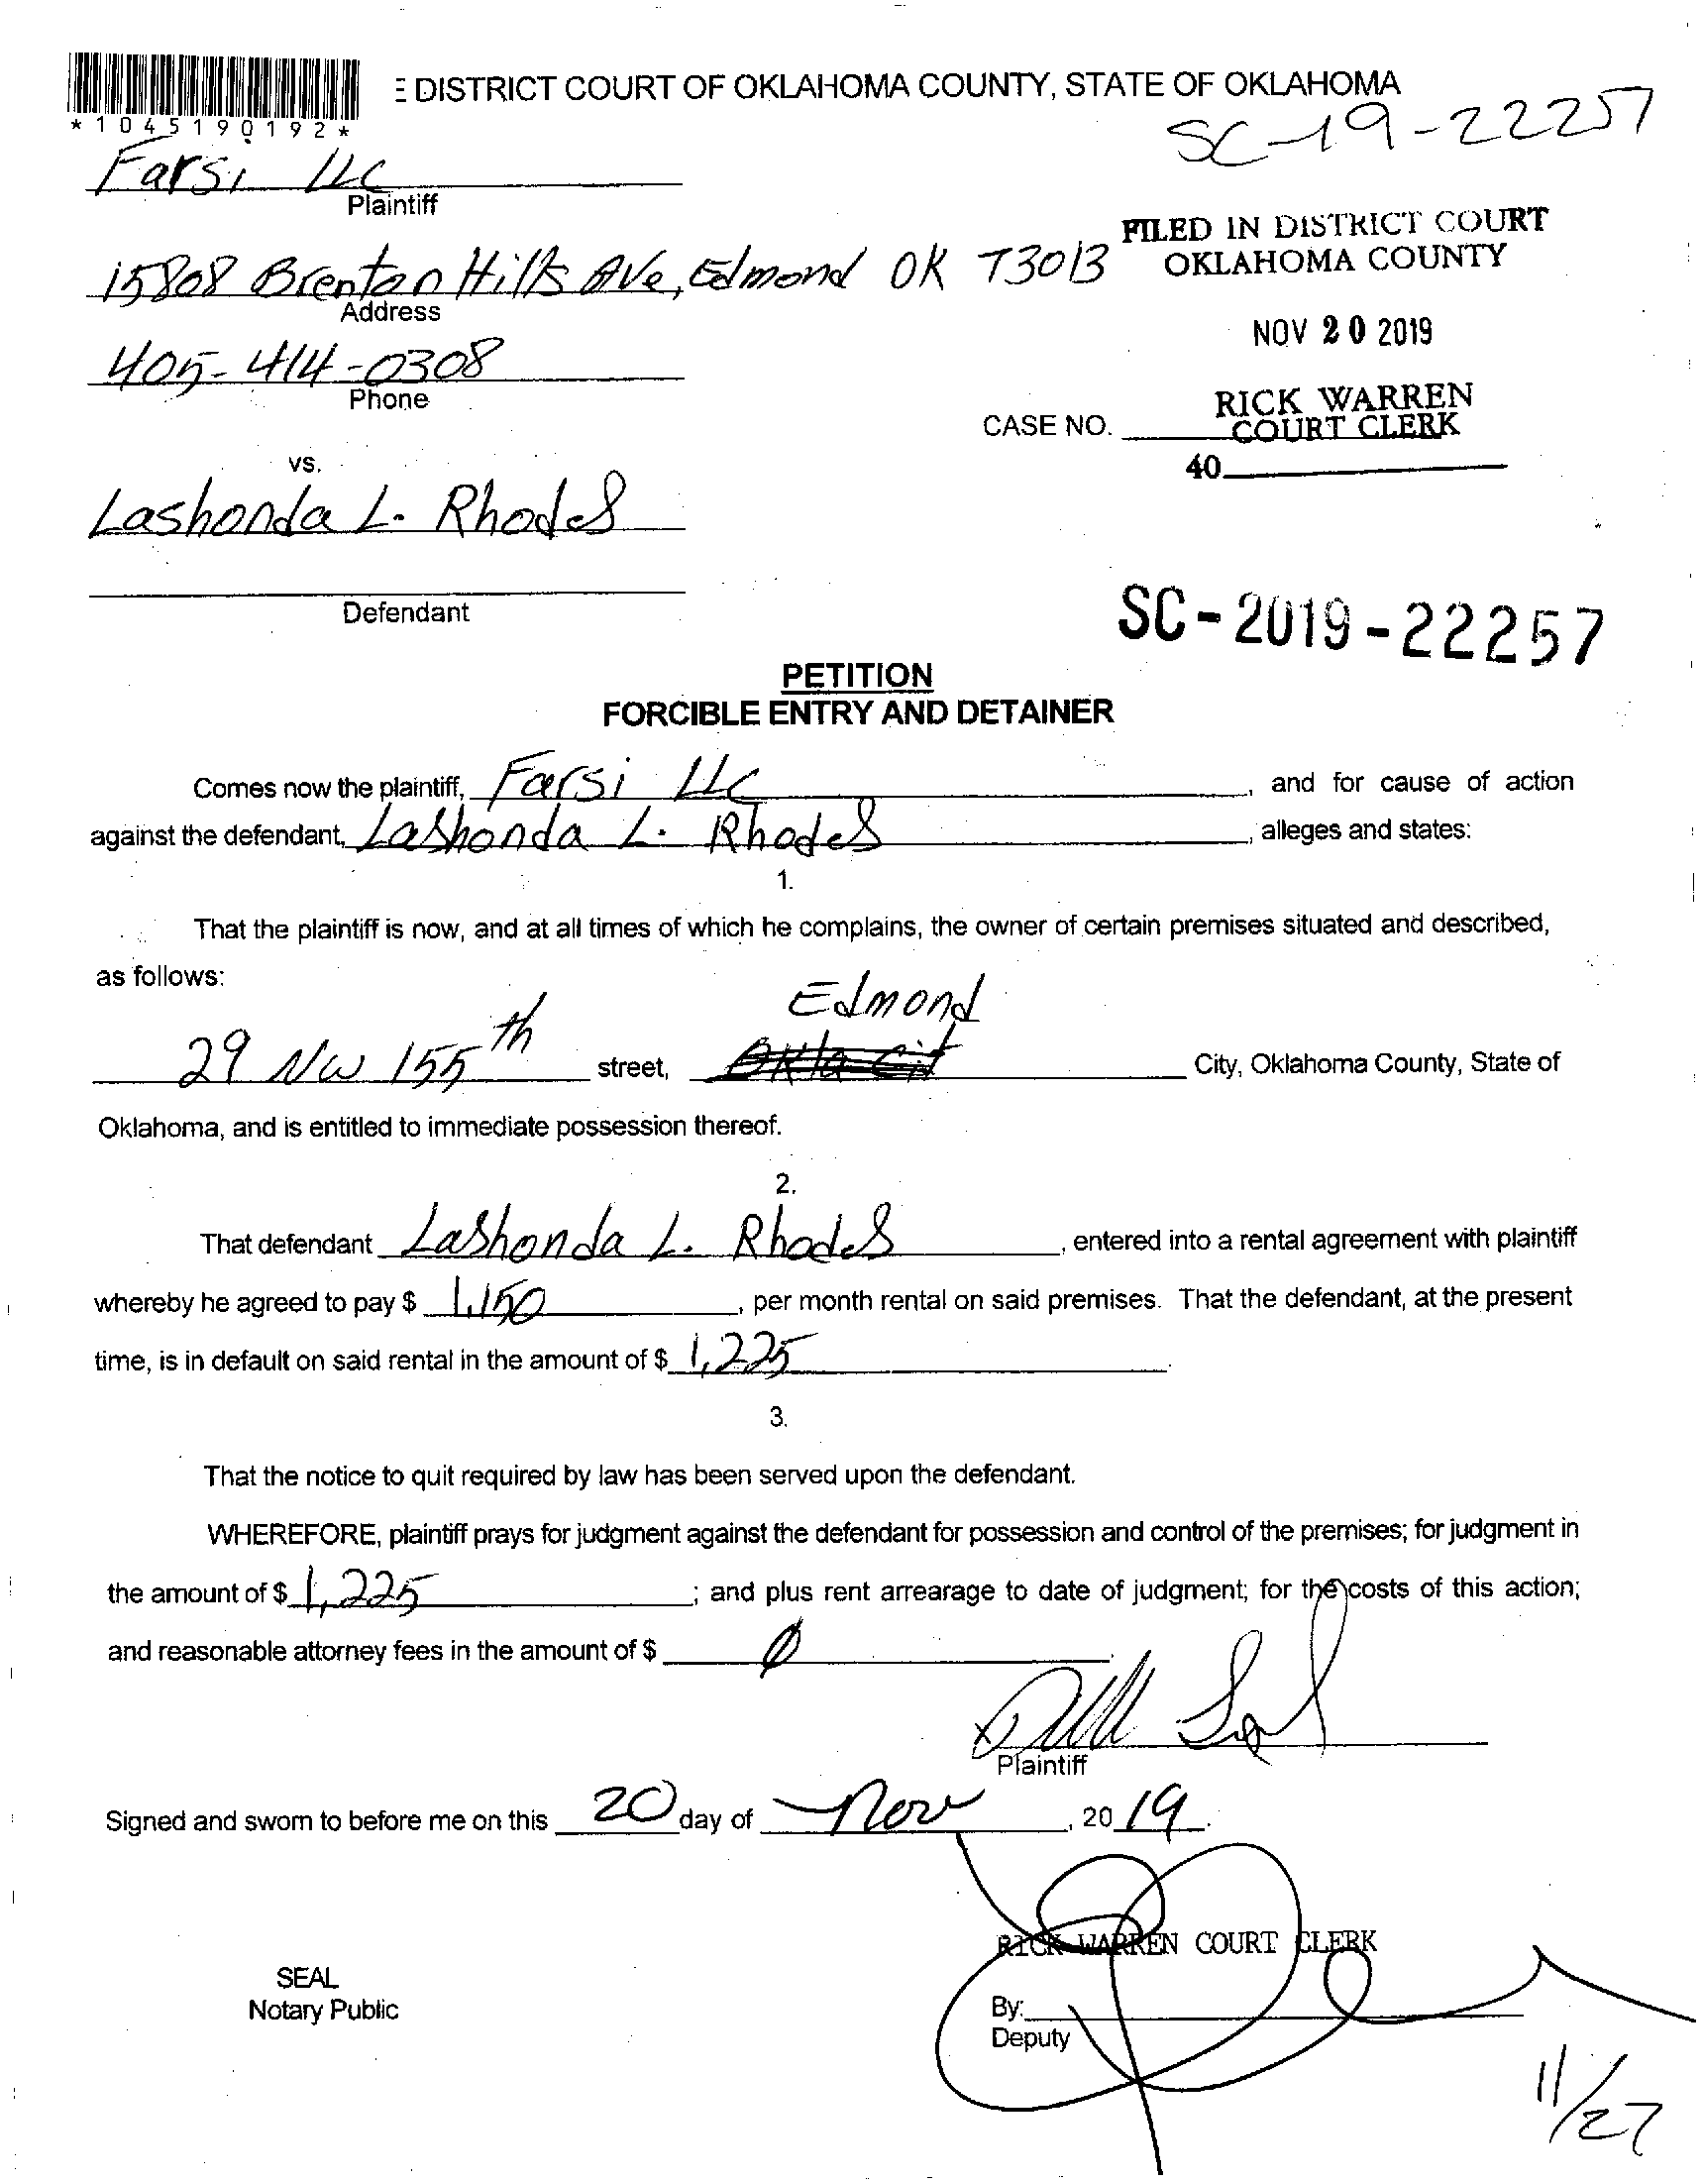 DISTRICT COURT OF OKLAHOMA COUNTY, STATE OF OKLAHOMA
*1045190192*
SC-19-22257
Farsi LLC
Plaintiff
FILED IN DISTRICT COURT
OKLAHOMA COUNTY
15808 Brenton Hills Ave, Edmond OK 73013
Address
NOV 20 2019
405-414-0308
Phone
RICK WARREN
CASE NO. COURT CLERK
40
vs.
Lashonda L. Rhodes
Defendant
SC-2019-22257
PETITION
FORCIBLE ENTRY AND DETAINER
Comes now the plaintiff, Farsi LLC, and for cause of action
against the defendant, Lashonda L. Rhodes, alleges and states:
1.
That the plaintiff is now, and at all times of which he complains, the owner of certain premises situated and described,
as follows:
Edmond
29 NW 155th street, Okla Cit City, Oklahoma County, State of
Oklahoma, and is entitled to immediate possession thereof.
2.
That defendant Lashonda L. Rhodes, entered into a rental agreement with plaintiff
whereby he agreed to pay $ 1,150, per month rental on said premises. That the defendant, at the present
time, is in default on said rental in the amount of $ 1,225.
3.
That the notice to quit required by law has been served upon the defendant.
WHEREFORE, plaintiff prays for judgment against the defendant for possession and control of the premises; for judgment in
the amount of $ 1,225; and plus rent arrearage to date of judgment; for the costs of this action;
and reasonable attorney fees in the amount of $ 0
X
Plaintiff
Signed and sworn to before me on this 20 day of Nov, 20 19.
RICK WARREN COURT CLERK
SEAL
Notary Public
By:
Deputy
11/27